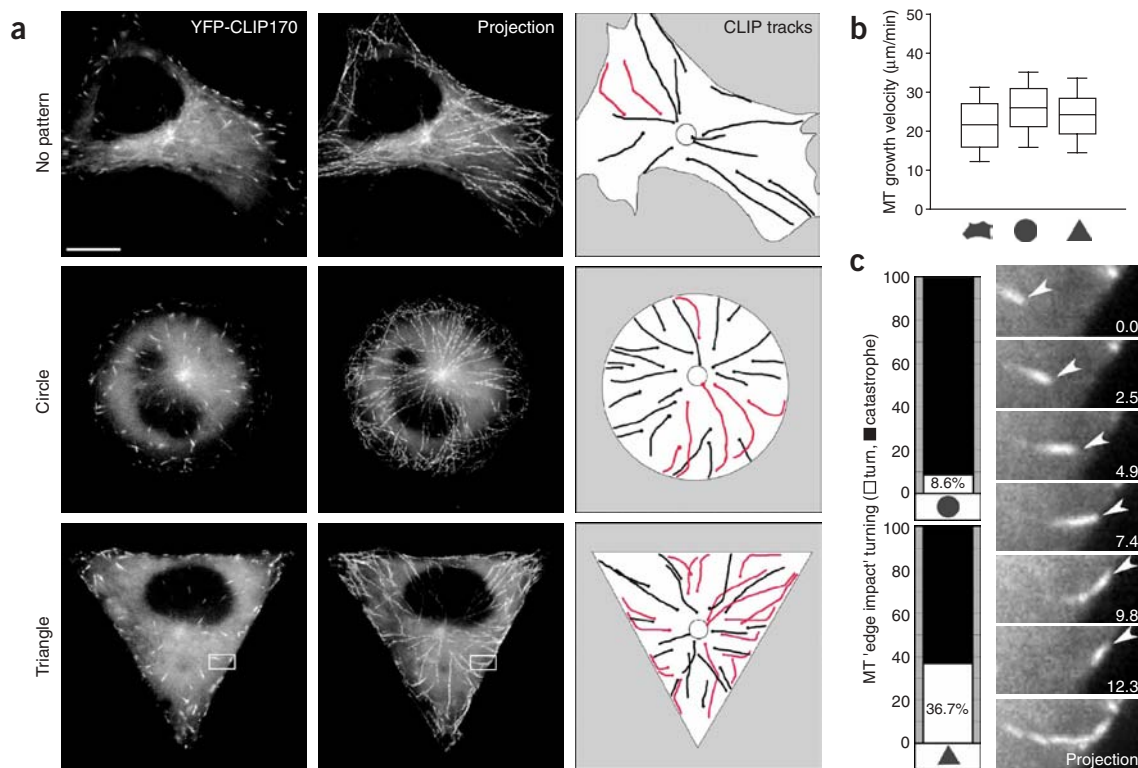 a
YFP-CLIP170
Projection
CLIP tracks
No pattern
Circle
Triangle
b
MT growth velocity (μm/min)
50
40
30
20
10
0
c
MT 'edge impact' turning (□turn, ■catastrophe)
100
80
60
40
20
0
8.6%
100
80
60
40
20
0
36.7%
0.0
2.5
4.9
7.4
9.8
12.3
Projection